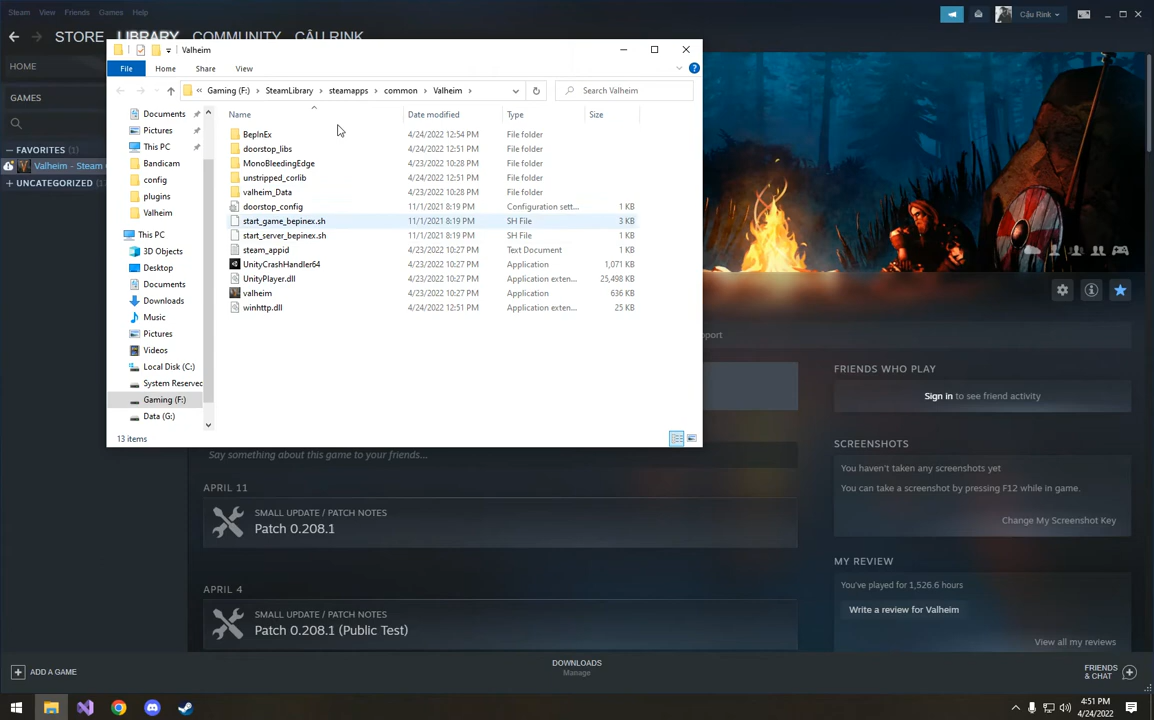 Steam View Friends Games Help
Cậu Rink
STORE LIBRARY COMMUNITY CẬU RINK
HOME
GAMES
FAVORITES (1)
Valheim - Steam
UNCATEGORIZED
Valheim
File Home Share View
Gaming (F:) SteamLibrary steamapps common Valheim
Search Valheim
Documents
Pictures
This PC
Bandicam
config
plugins
Valheim
This PC
3D Objects
Desktop
Documents
Downloads
Music
Pictures
Videos
Local Disk (C:)
System Reserved
Gaming (F:)
Data (G:)
Name Date modified Type Size
BepInEx 4/24/2022 12:54 PM File folder
doorstop_libs 4/24/2022 12:51 PM File folder
MonoBleedingEdge 4/23/2022 10:28 PM File folder
unstripped_corlib 4/24/2022 12:51 PM File folder
valheim_Data 4/23/2022 10:28 PM File folder
doorstop_config 11/1/2021 8:19 PM Configuration sett... 1 KB
start_game_bepinex.sh 11/1/2021 8:19 PM SH File 3 KB
start_server_bepinex.sh 11/1/2021 8:19 PM SH File 1 KB
steam_appid 4/23/2022 10:27 PM Text Document 1 KB
UnityCrashHandler64 4/23/2022 10:27 PM Application 1,071 KB
UnityPlayer.dll 4/23/2022 10:27 PM Application exten... 25,498 KB
valheim 4/23/2022 10:27 PM Application 636 KB
winhttp.dll 4/24/2022 12:51 PM Application exten... 25 KB
13 items
pport
FRIENDS WHO PLAY
Sign in to see friend activity
SCREENSHOTS
You haven't taken any screenshots yet
You can take a screenshot by pressing F12 while in game.
Change My Screenshot Key
MY REVIEW
You've played for 1,526.6 hours
Write a review for Valheim
View all my reviews
Say something about this game to your friends...
APRIL 11
SMALL UPDATE / PATCH NOTES
Patch 0.208.1
APRIL 4
SMALL UPDATE / PATCH NOTES
Patch 0.208.1 (Public Test)
ADD A GAME
DOWNLOADS
Manage
FRIENDS
& CHAT
4:51 PM
4/24/2022